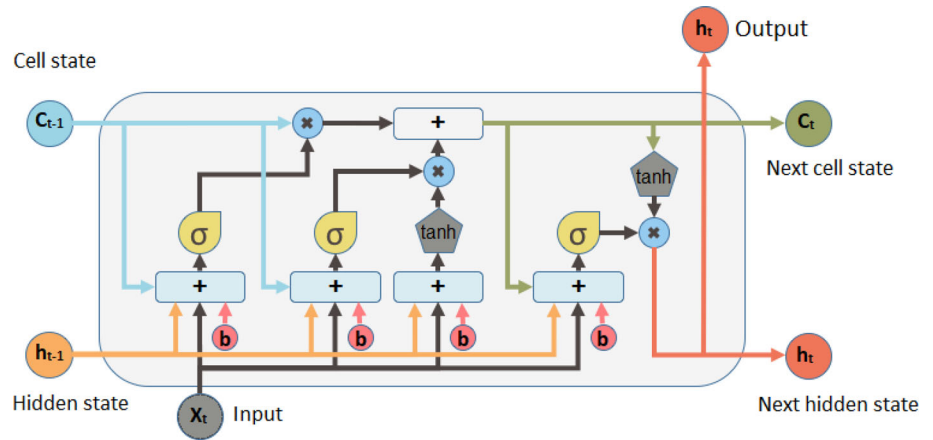 hₜ Output
Cell state
Cₜ₋₁
× + Cₜ
Next cell state
× tanh
σ σ tanh σ ×
+ + + +
b b b b
hₜ₋₁ hₜ
Hidden state Next hidden state
Xₜ Input